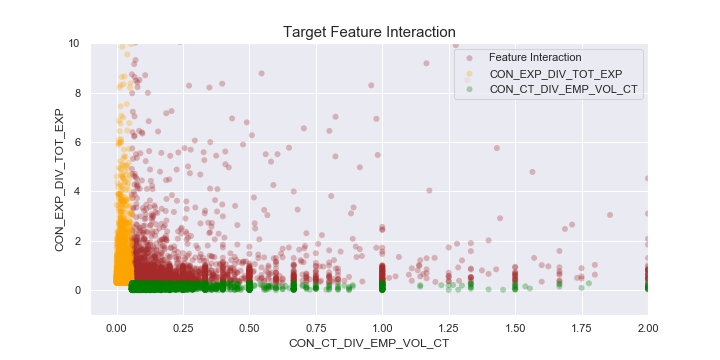 Target Feature Interaction
10
8
6
4
2
0
CON_EXP_DIV_TOT_EXP
Feature Interaction
CON_EXP_DIV_TOT_EXP
CON_CT_DIV_EMP_VOL_CT
0.00 0.25 0.50 0.75 1.00 1.25 1.50 1.75 2.00
CON_CT_DIV_EMP_VOL_CT